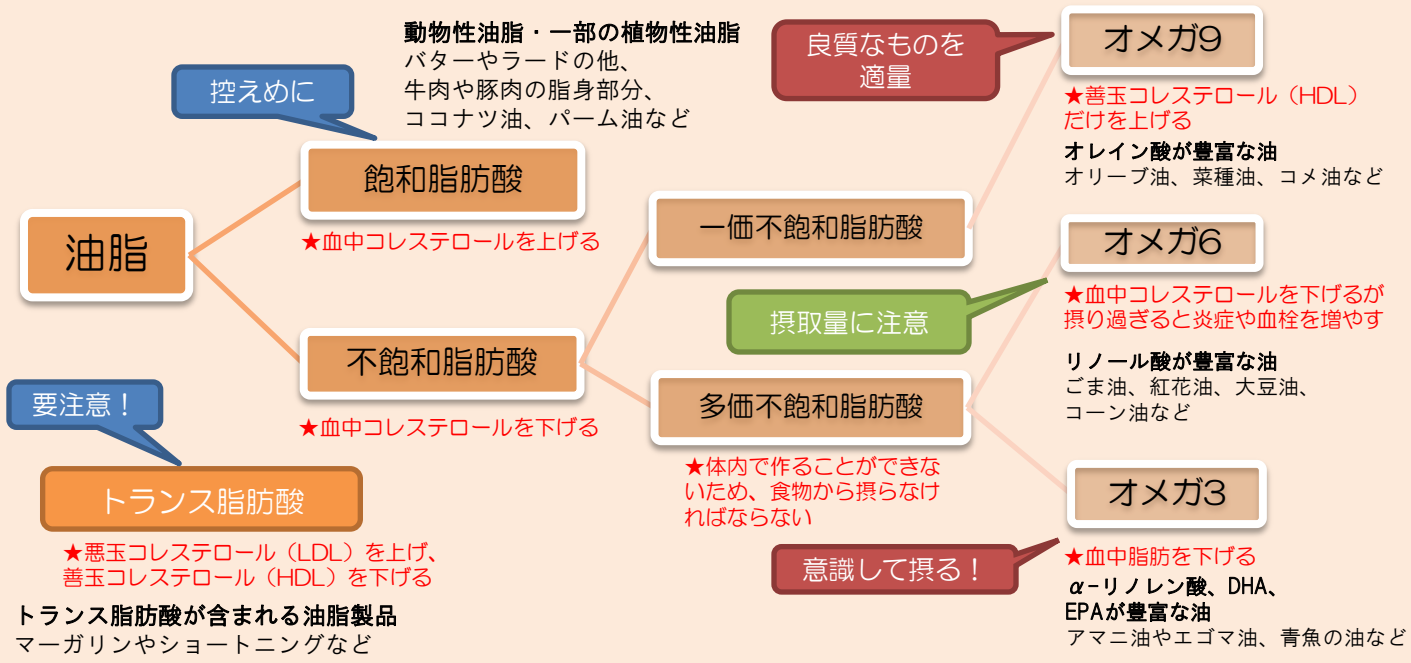 動物性油脂・一部の植物性油脂
バターやラードの他、
牛肉や豚肉の脂身部分、
ココナツ油、パーム油など
控えめに
飽和脂肪酸
★血中コレステロールを上げる
油脂
不飽和脂肪酸
★血中コレステロールを下げる
要注意！
トランス脂肪酸
★悪玉コレステロール（LDL）を上げ、
善玉コレステロール（HDL）を下げる
トランス脂肪酸が含まれる油脂製品
マーガリンやショートニングなど
良質なものを
適量
一価不飽和脂肪酸
摂取量に注意
多価不飽和脂肪酸
★体内で作ることができな
いため、食物から摂らなけ
ればならない
意識して摂る！
オメガ9
★善玉コレステロール（HDL）
だけを上げる
オレイン酸が豊富な油
オリーブ油、菜種油、コメ油など
オメガ6
★血中コレステロールを下げるが
摂り過ぎると炎症や血栓を増やす
リノール酸が豊富な油
ごま油、紅花油、大豆油、
コーン油など
オメガ3
★血中脂肪を下げる
α-リノレン酸、DHA、
EPAが豊富な油
アマニ油やエゴマ油、青魚の油など